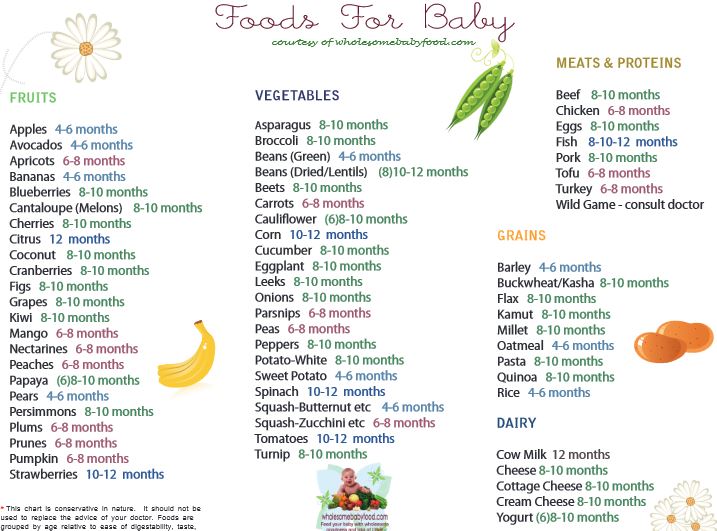 Foods For Baby
courtesy of wholesomebabyfood.com
FRUITS
Apples 4-6 months
Avocados 4-6 months
Apricots 6-8 months
Bananas 4-6 months
Blueberries 8-10 months
Cantaloupe (Melons) 8-10 months
Cherries 8-10 months
Citrus 12 months
Coconut 8-10 months
Cranberries 8-10 months
Figs 8-10 months
Grapes 8-10 months
Kiwi 8-10 months
Mango 6-8 months
Nectarines 6-8 months
Peaches 6-8 months
Papaya (6)8-10 months
Pears 4-6 months
Persimmons 8-10 months
Plums 6-8 months
Prunes 6-8 months
Pumpkin 6-8 months
Strawberries 10-12 months
* This chart is conservative in nature. It should not be
used to replace the advice of your doctor. Foods are
grouped by age relative to ease of digestability, taste,
VEGETABLES
Asparagus 8-10 months
Broccoli 8-10 months
Beans (Green) 4-6 months
Beans (Dried/Lentils) (8)10-12 months
Beets 8-10 months
Carrots 6-8 months
Cauliflower (6)8-10 months
Corn 10-12 months
Cucumber 8-10 months
Eggplant 8-10 months
Leeks 8-10 months
Onions 8-10 months
Parsnips 6-8 months
Peas 6-8 months
Peppers 8-10 months
Potato-White 8-10 months
Sweet Potato 4-6 months
Spinach 10-12 months
Squash-Butternut etc 4-6 months
Squash-Zucchini etc 6-8 months
Tomatoes 10-12 months
Turnip 8-10 months
wholesomebabyfood.com
Feed your baby with wholesome
MEATS & PROTEINS
Beef 8-10 months
Chicken 6-8 months
Eggs 8-10 months
Fish 8-10-12 months
Pork 8-10 months
Tofu 6-8 months
Turkey 6-8 months
Wild Game - consult doctor
GRAINS
Barley 4-6 months
Buckwheat/Kasha 8-10 months
Flax 8-10 months
Kamut 8-10 months
Millet 8-10 months
Oatmeal 4-6 months
Pasta 8-10 months
Quinoa 8-10 months
Rice 4-6 months
DAIRY
Cow Milk 12 months
Cheese 8-10 months
Cottage Cheese 8-10 months
Cream Cheese 8-10 months
Yogurt (6)8-10 months